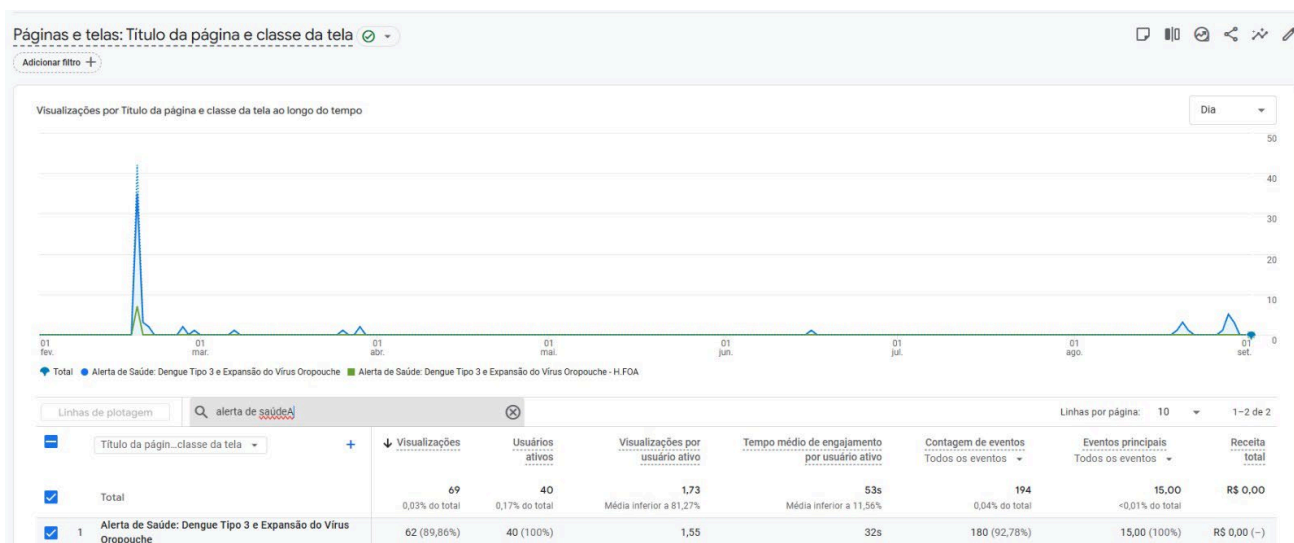 Páginas e telas: Título da página e classe da tela
Adicionar filtro +
Visualizações por Título da página e classe da tela ao longo do tempo
Dia
50
40
30
20
10
0
01 fev.
01 mar.
01 abr.
01 mai.
01 jun.
01 jul.
01 ago.
01 set.
Total Alerta de Saúde: Dengue Tipo 3 e Expansão do Vírus Oropouche Alerta de Saúde: Dengue Tipo 3 e Expansão do Vírus Oropouche - H.FOA
Linhas de plotagem
alerta de saúdeA
Linhas por página: 10
1–2 de 2
Título da págin...classe da tela
+
Visualizações
Usuários ativos
Visualizações por usuário ativo
Tempo médio de engajamento por usuário ativo
Contagem de eventos
Todos os eventos
Eventos principais
Todos os eventos
Receita total
Total
69
0,03% do total
40
0,17% do total
1,73
Média inferior a 81,27%
53s
Média inferior a 11,56%
194
0,04% do total
15,00
<0,01% do total
R$ 0,00
1
Alerta de Saúde: Dengue Tipo 3 e Expansão do Vírus
Oropouche
62 (89,86%)
40 (100%)
1,55
32s
180 (92,78%)
15,00 (100%)
R$ 0,00 (–)